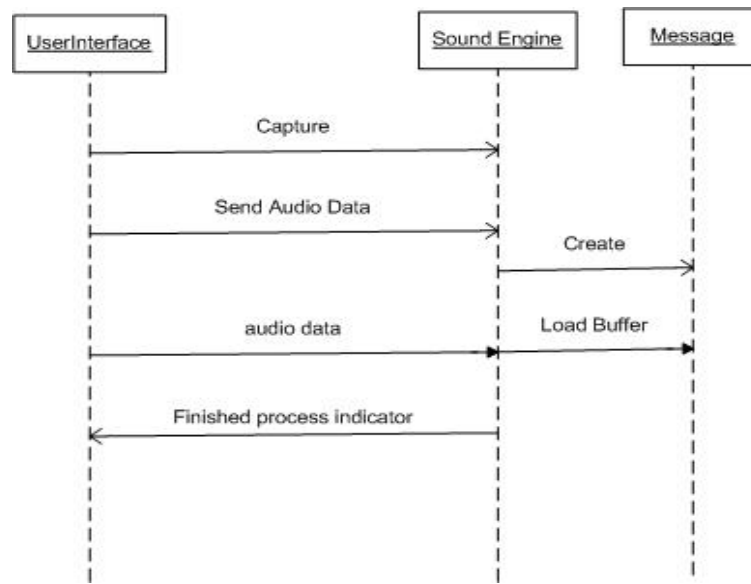 UserInterface
Sound Engine
Message
Capture
Send Audio Data
Create
audio data
Load Buffer
Finished process indicator